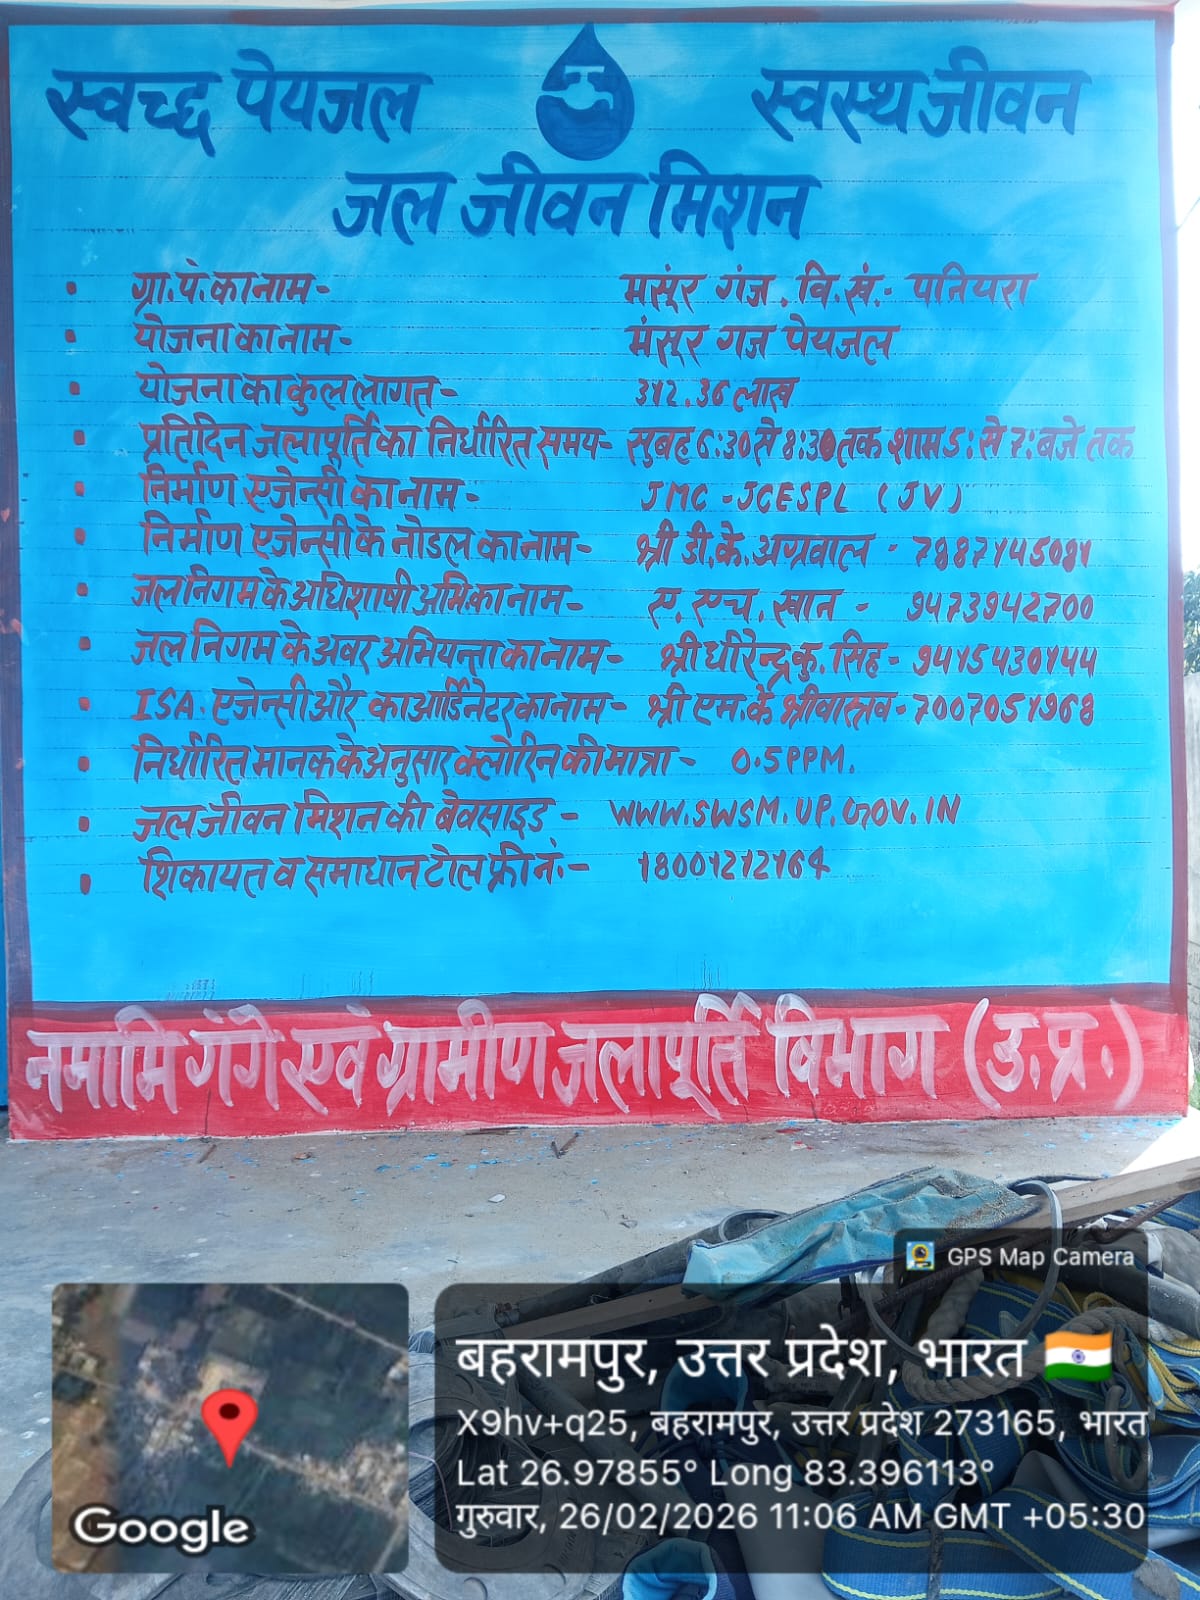 स्वच्छ पेयजल स्वस्थ जीवन
जल जीवन मिशन
ग्रा.पं.का नाम- मसूंर गंज. वि.खं.- पनियरा
योजना का नाम- मंसूर गज पेयजल
योजना का कुल लागत- 312.36 लाख
प्रतिदिन जलापूर्ति का निर्धारित समय- सुबह 6:30 से 8:30 तक शाम 5: से 7: बजे तक
निर्माण एजेन्सी का नाम- JMC-JCESPL (JV)
निर्माण एजेन्सी के नोडल का नाम- श्री डी.के. अग्रवाल - 7887145081
जल निगम के अधिशाषी अभि.का नाम- ए. एच. खान - 9473942700
जल निगम के अवर अभियन्ता का नाम- श्री धीरेन्द्र कु. सिंह - 9415430144
ISA. एजेन्सी और काआर्डिनेटर का नाम- श्री एम.के श्रीवास्तव - 7007051968
निर्धारित मानक के अनुसार क्लोरिन की मात्रा- 0.5PPM.
जल जीवन मिशन की बेवसाइड- WWW.SWSM.UP.GOV.IN
शिकायत व समाधान टोल फ्री नं.- 18001212164
नमामि गंगे एवं ग्रामीण जलापूर्ति विभाग (उ.प्र.)
GPS Map Camera
बहरामपुर, उत्तर प्रदेश, भारत
X9hv+q25, बहरामपुर, उत्तर प्रदेश 273165, भारत
Lat 26.97855° Long 83.396113°
गुरुवार, 26/02/2026 11:06 AM GMT +05:30
Google